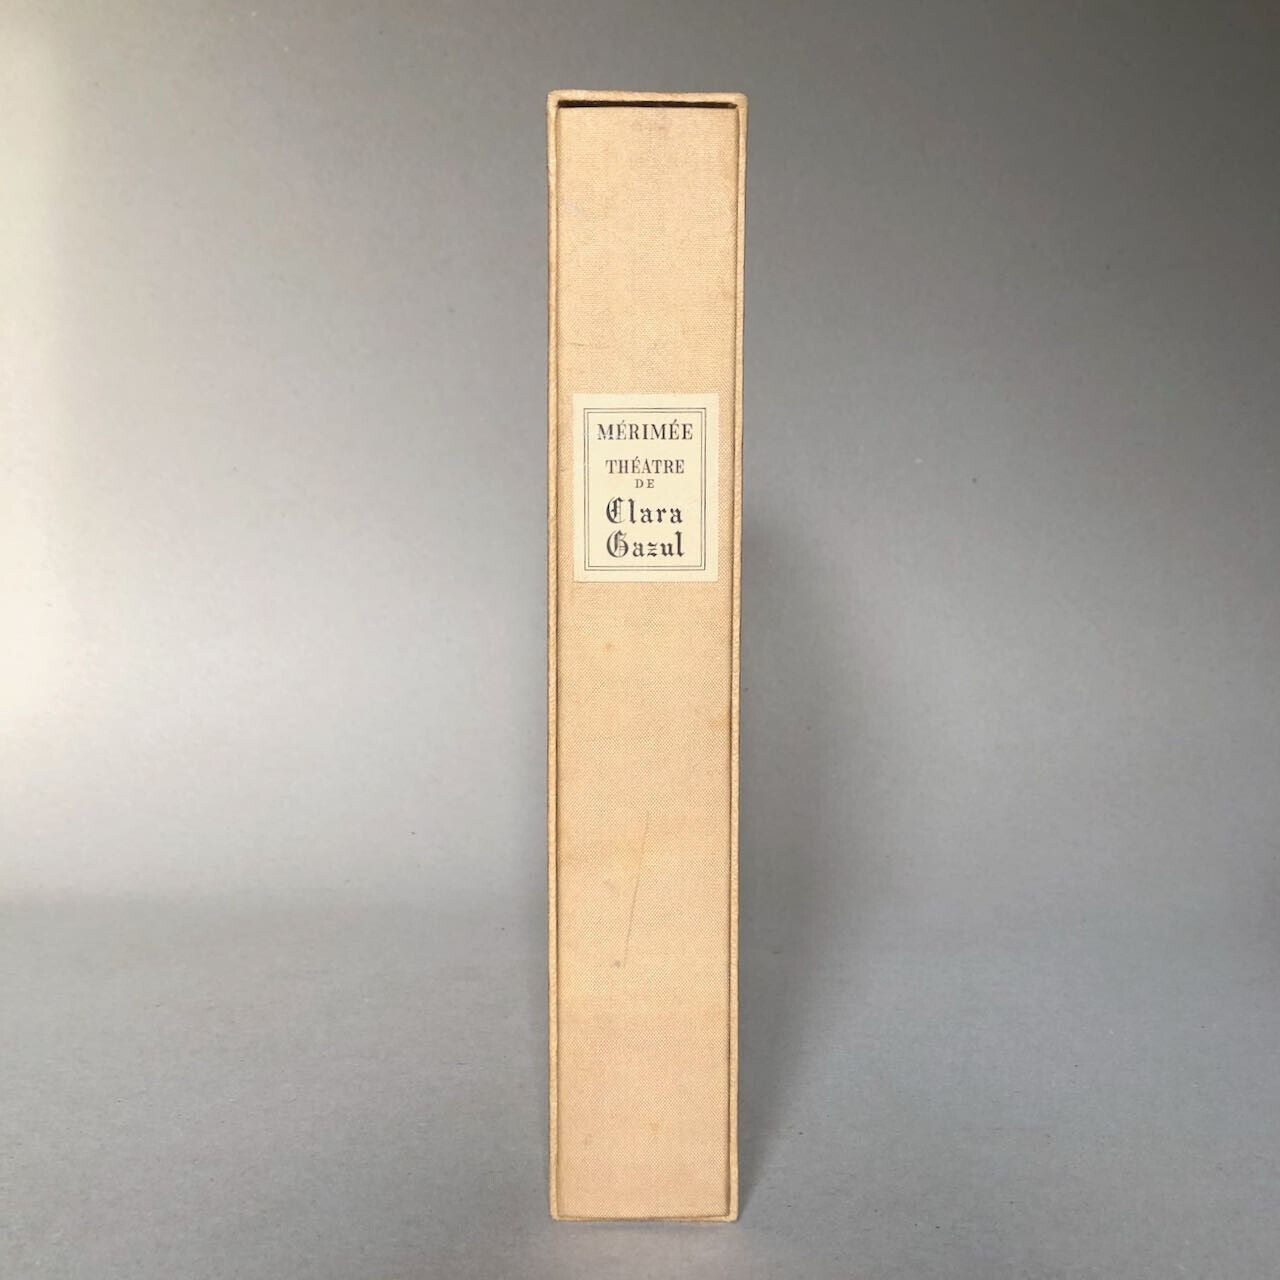 MÉRIMÉE
THÉATRE
DE
Clara
Gazul